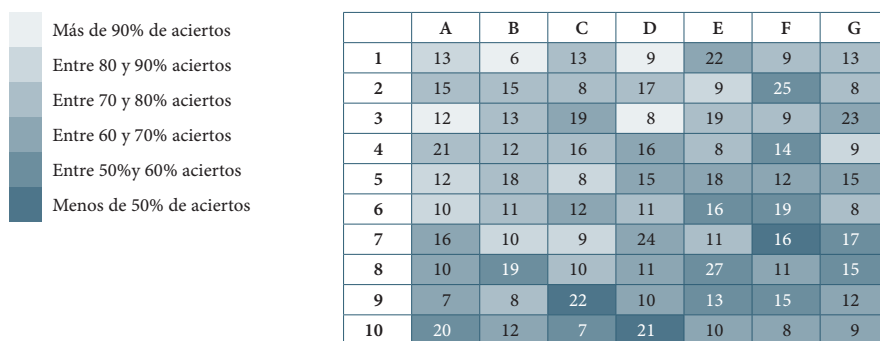 Más de 90% de aciertos
Entre 80 y 90% aciertos
Entre 70 y 80% aciertos
Entre 60 y 70% aciertos
Entre 50%y 60% aciertos
Menos de 50% de aciertos
A B C D E F G
1 13 6 13 9 22 9 13
2 15 15 8 17 9 25 8
3 12 13 19 8 19 9 23
4 21 12 16 16 8 14 9
5 12 18 8 15 18 12 15
6 10 11 12 11 16 19 8
7 16 10 9 24 11 16 17
8 10 19 10 11 27 11 15
9 7 8 22 10 13 15 12
10 20 12 7 21 10 8 9